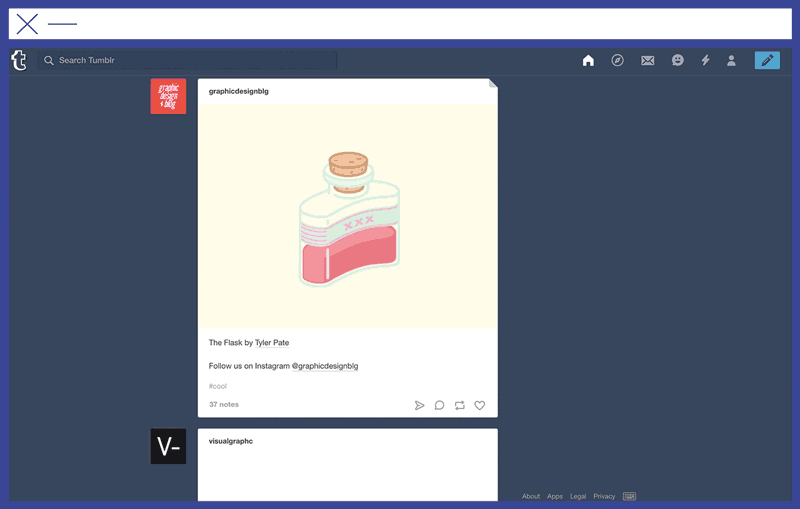 t
Search Tumblr
graphic
design
+ blog
graphicdesignblg
XXX
The Flask by Tyler Pate
Follow us on Instagram @graphicdesignblg
#cool
37 notes
V-
visualgraphc
About Apps Legal Privacy